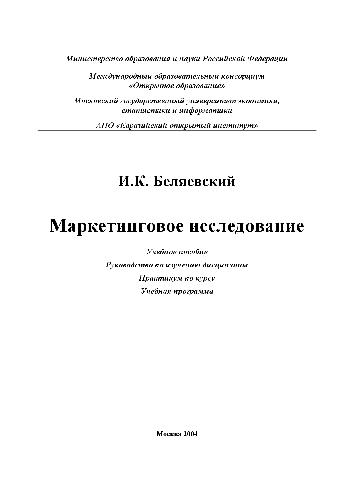 Министерство образования и науки Российской Федерации
Международный образовательный консорциум
«Открытое образование»
Московский государственный университет экономики,
статистики и информатики
АНО «Евразийский открытый институт»
И.К. Беляевский
Маркетинговое исследование
Учебное пособие
Руководство по изучению дисциплины
Практикум по курсу
Учебная программа
Москва 2004